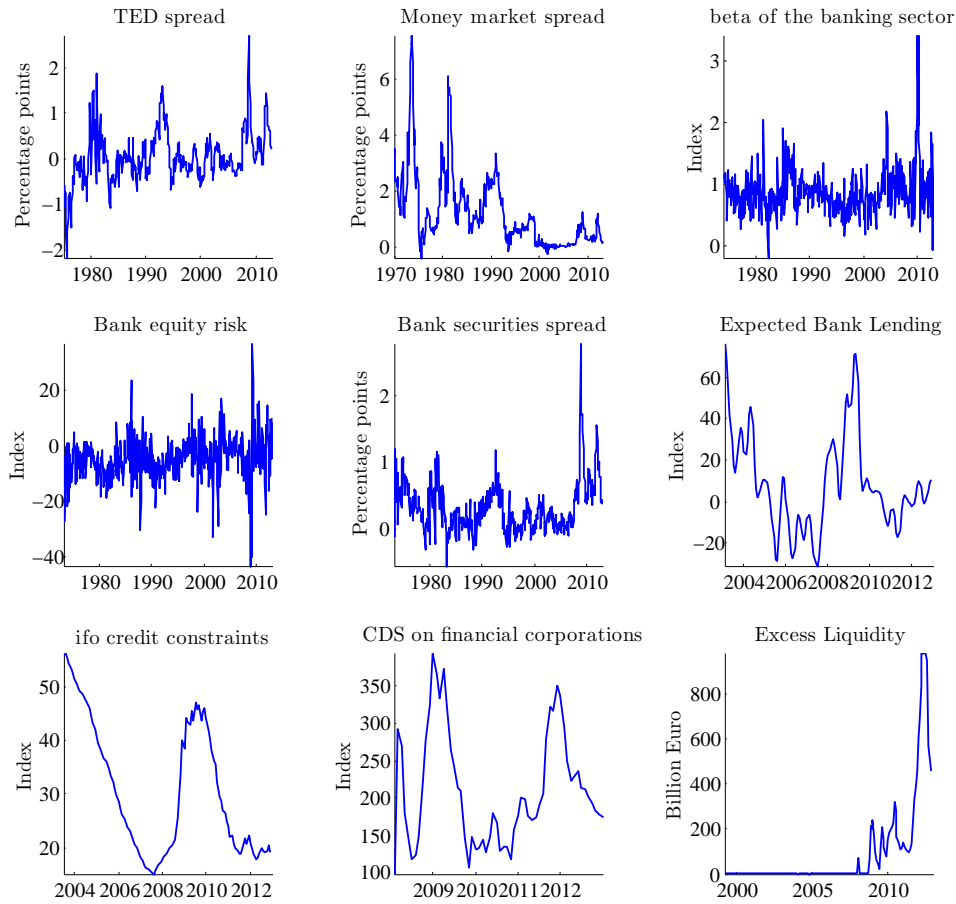 TED spread
Money market spread
beta of the banking sector
Percentage points
2
1
0
−1
−2
1980 1990 2000 2010
Percentage points
6
4
2
0
1970 1980 1990 2000 2010
Index
3
2
1
0
1980 1990 2000 2010
Bank equity risk
Bank securities spread
Expected Bank Lending
Index
20
0
−20
−40
1980 1990 2000 2010
Percentage points
2
1
0
1980 1990 2000 2010
Index
60
40
20
0
−20
2004 2006 2008 2010 2012
ifo credit constraints
CDS on financial corporations
Excess Liquidity
Index
50
40
30
20
2004 2006 2008 2010 2012
Index
350
300
250
200
150
100
2009 2010 2011 2012
Billion Euro
800
600
400
200
0
2000 2005 2010